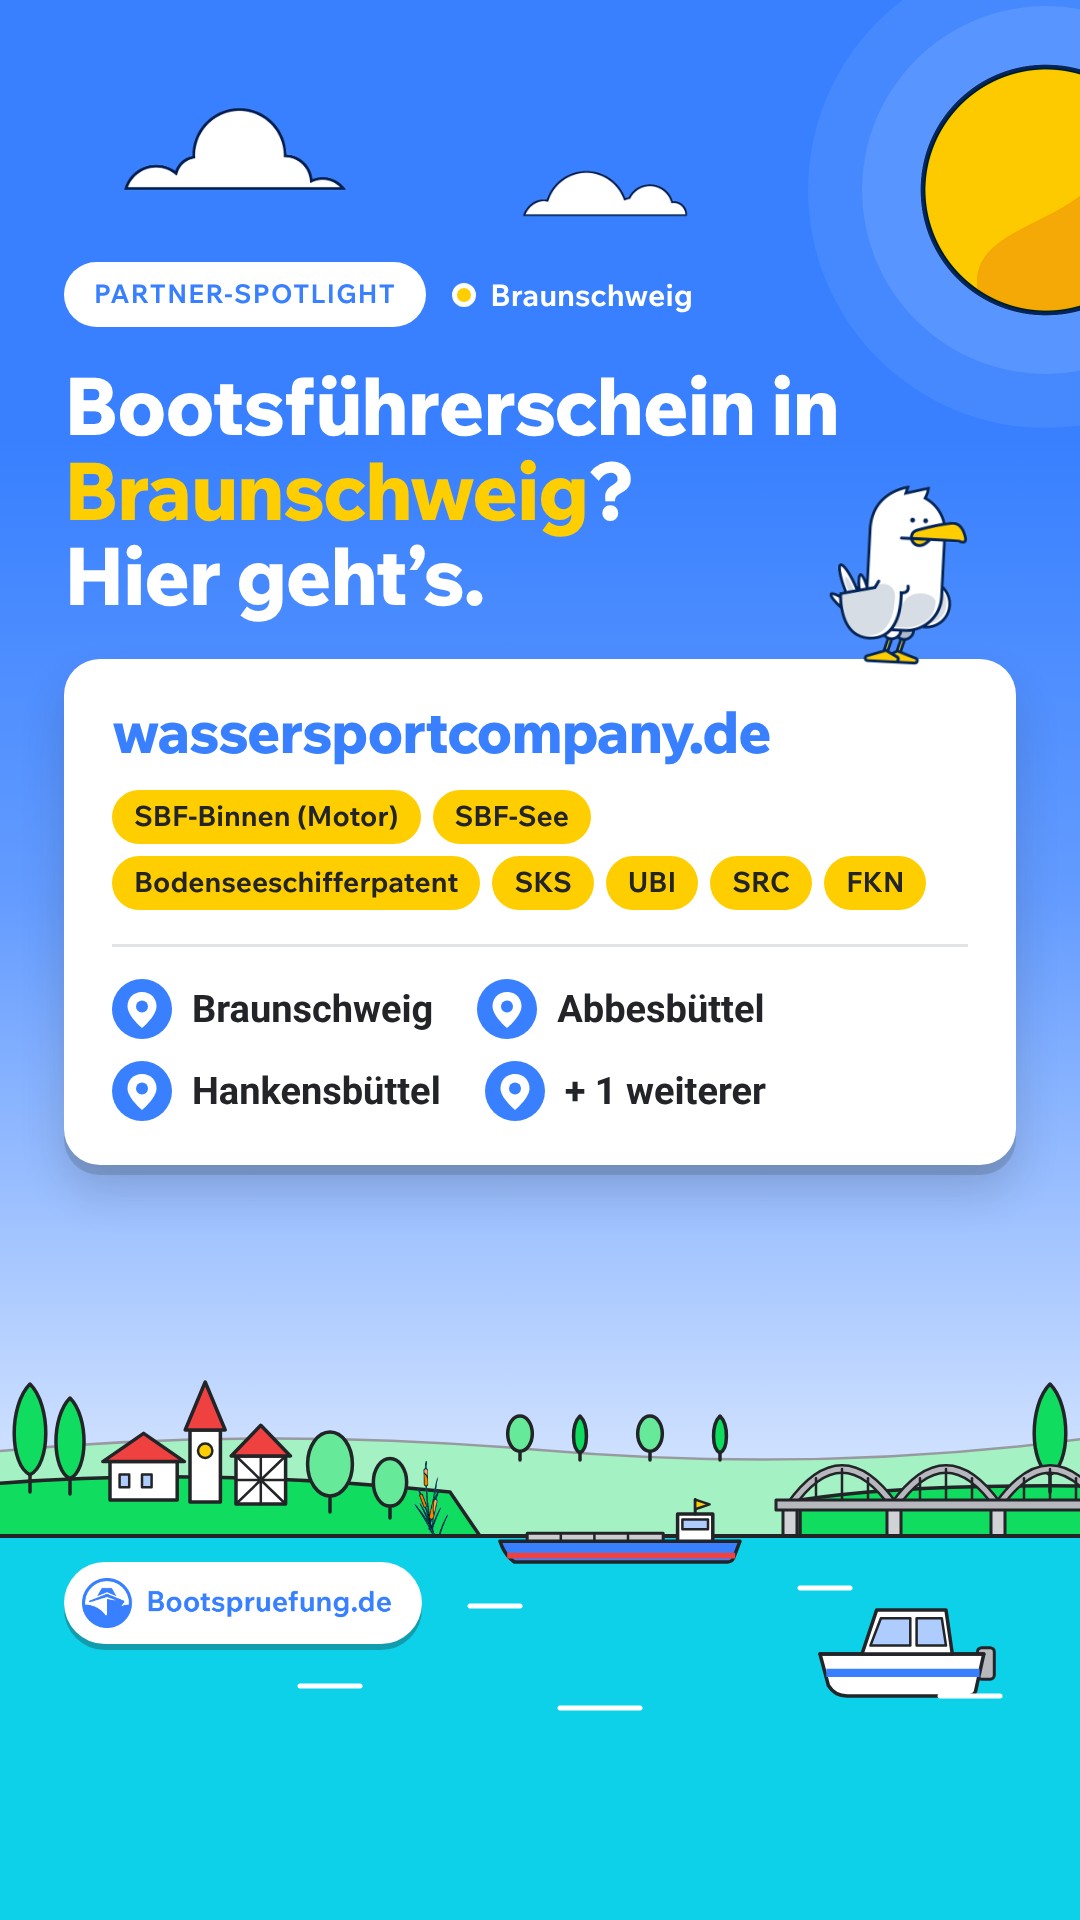 PARTNER-SPOTLIGHT Braunschweig
Bootsführerschein in
Braunschweig?
Hier geht’s.
wassersportcompany.de
SBF-Binnen (Motor) SBF-See
Bodenseeschifferpatent SKS UBI SRC FKN
Braunschweig Abbesbüttel
Hankensbüttel + 1 weiterer
Bootspruefung.de